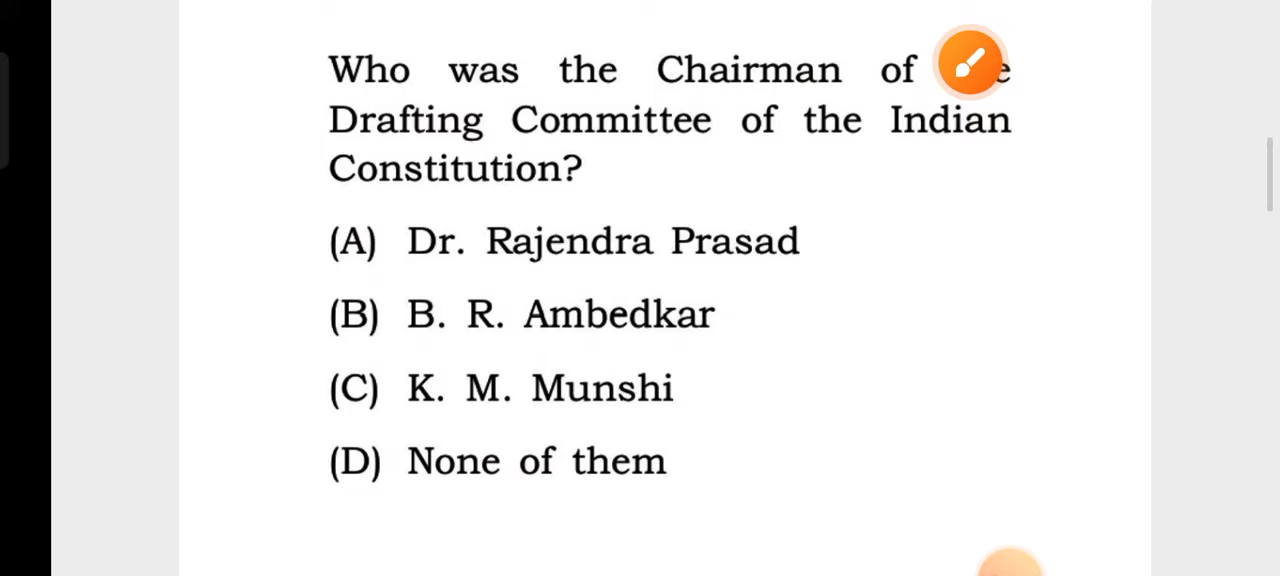 Who was the Chairman of
Drafting Committee of the Indian
Constitution?
(A) Dr. Rajendra Prasad
(B) B. R. Ambedkar
(C) K. M. Munshi
(D) None of them